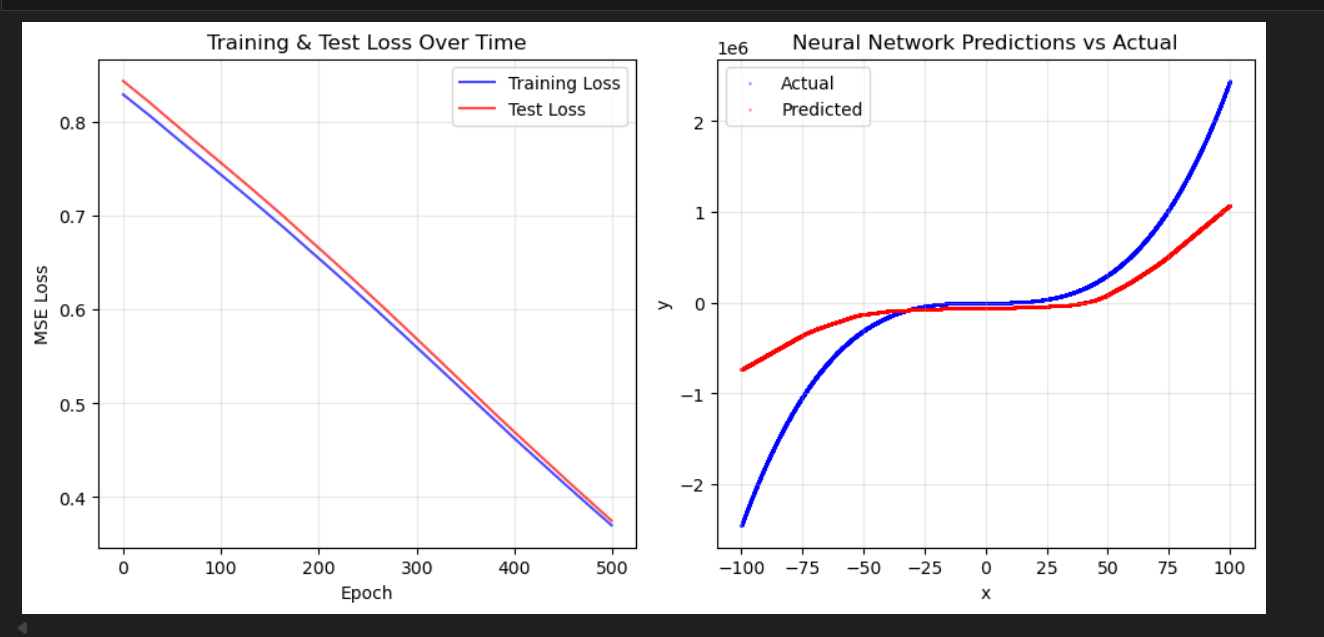 Training & Test Loss Over Time
Training Loss
Test Loss
0.8
0.7
0.6
0.5
0.4
MSE Loss
0
100
200
300
400
500
Epoch
Neural Network Predictions vs Actual
1e6
Actual
Predicted
2
1
0
−1
−2
y
−100
−75
−50
−25
0
25
50
75
100
x